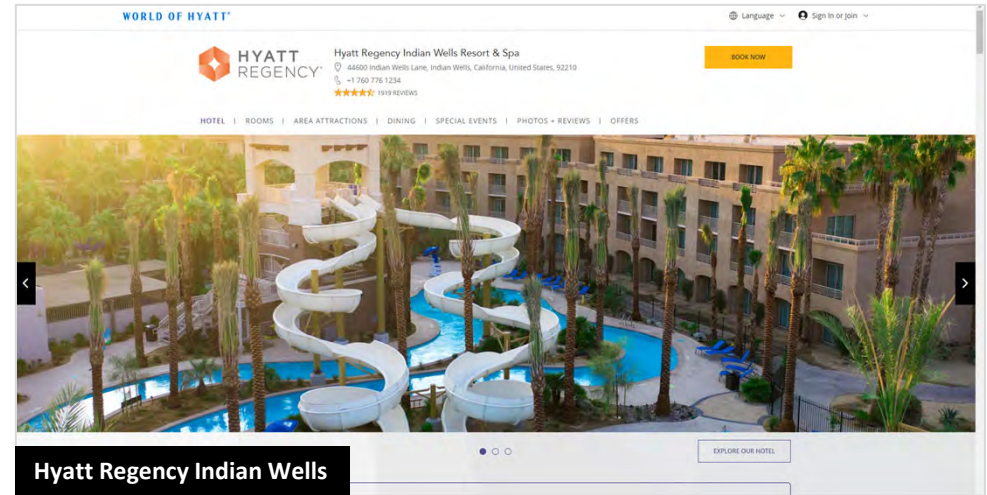 WORLD OF HYATT®
Language
Sign In or Join
HYATT
REGENCY®
Hyatt Regency Indian Wells Resort & Spa
44600 Indian Wells Lane, Indian Wells, California, United States, 92210
+1 760 776 1234
1919 REVIEWS
BOOK NOW
HOTEL | ROOMS | AREA ATTRACTIONS | DINING | SPECIAL EVENTS | PHOTOS + REVIEWS | OFFERS
EXPLORE OUR HOTEL
Hyatt Regency Indian Wells